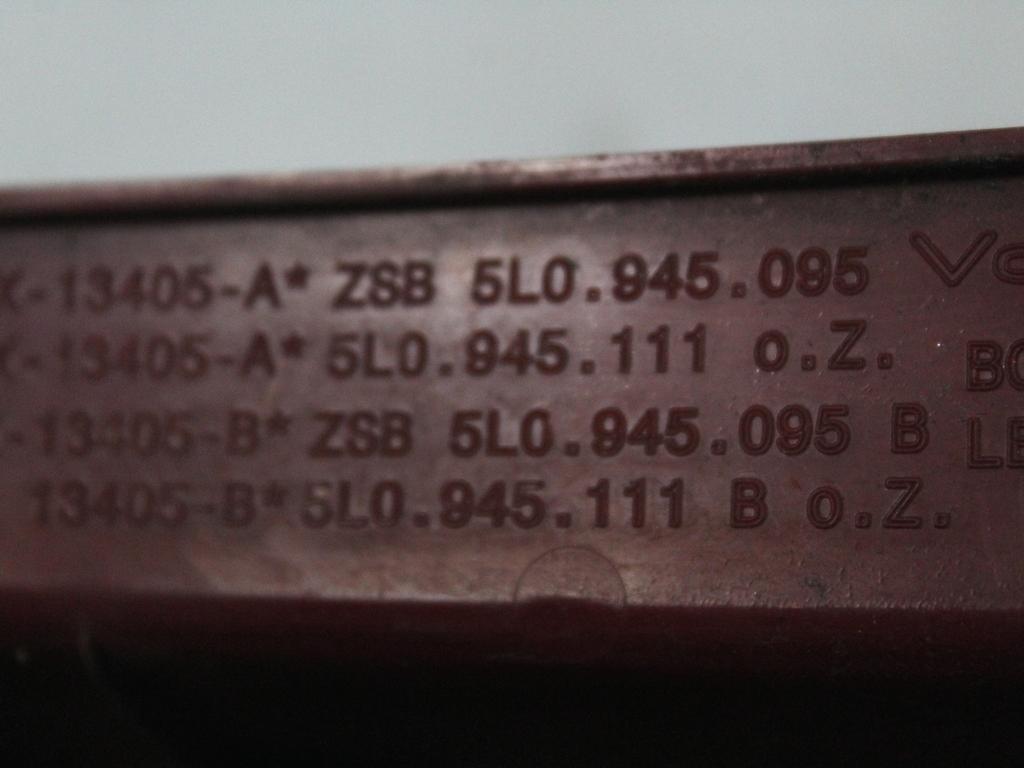 -13405-A* ZSB 5L0.945.095
-13405-A* 5L0.945.111 o.Z.
-13405-B* ZSB 5L0.945.095 B
13405-B* 5L0.945.111 B o.Z.